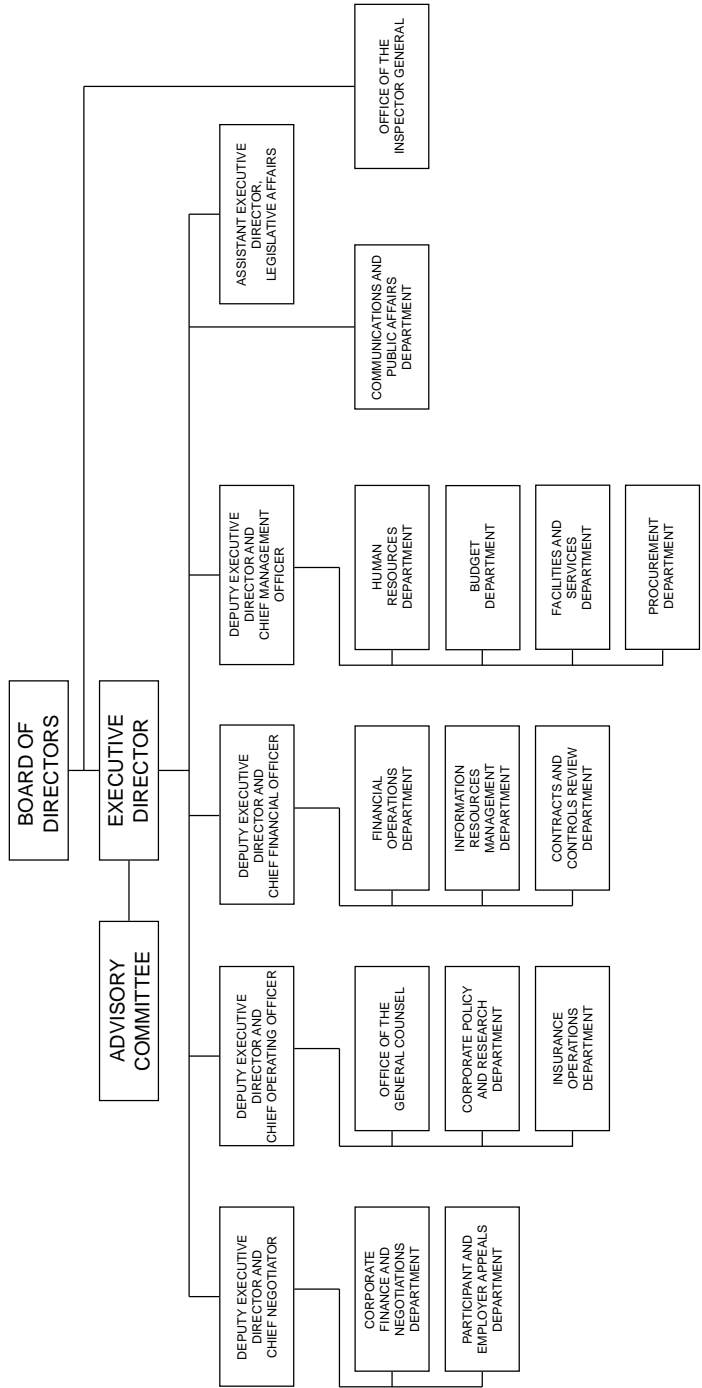 BOARD OF
DIRECTORS
ADVISORY
COMMITTEE
EXECUTIVE
DIRECTOR
DEPUTY EXECUTIVE
DIRECTOR AND
CHIEF NEGOTIATOR
DEPUTY EXECUTIVE
DIRECTOR AND
CHIEF OPERATING OFFICER
DEPUTY EXECUTIVE
DIRECTOR AND
CHIEF FINANCIAL OFFICER
DEPUTY EXECUTIVE
DIRECTOR AND
CHIEF MANAGEMENT
OFFICER
ASSISTANT EXECUTIVE
DIRECTOR,
LEGISLATIVE AFFAIRS
CORPORATE
FINANCE AND
NEGOTIATIONS
DEPARTMENT
PARTICIPANT AND
EMPLOYER APPEALS
DEPARTMENT
OFFICE OF THE
GENERAL COUNSEL
CORPORATE POLICY
AND RESEARCH
DEPARTMENT
INSURANCE
OPERATIONS
DEPARTMENT
FINANCIAL
OPERATIONS
DEPARTMENT
INFORMATION
RESOURCES
MANAGEMENT
DEPARTMENT
CONTRACTS AND
CONTROLS REVIEW
DEPARTMENT
HUMAN
RESOURCES
DEPARTMENT
BUDGET
DEPARTMENT
FACILITIES AND
SERVICES
DEPARTMENT
PROCUREMENT
DEPARTMENT
COMMUNICATIONS AND
PUBLIC AFFAIRS
DEPARTMENT
OFFICE OF THE
INSPECTOR GENERAL